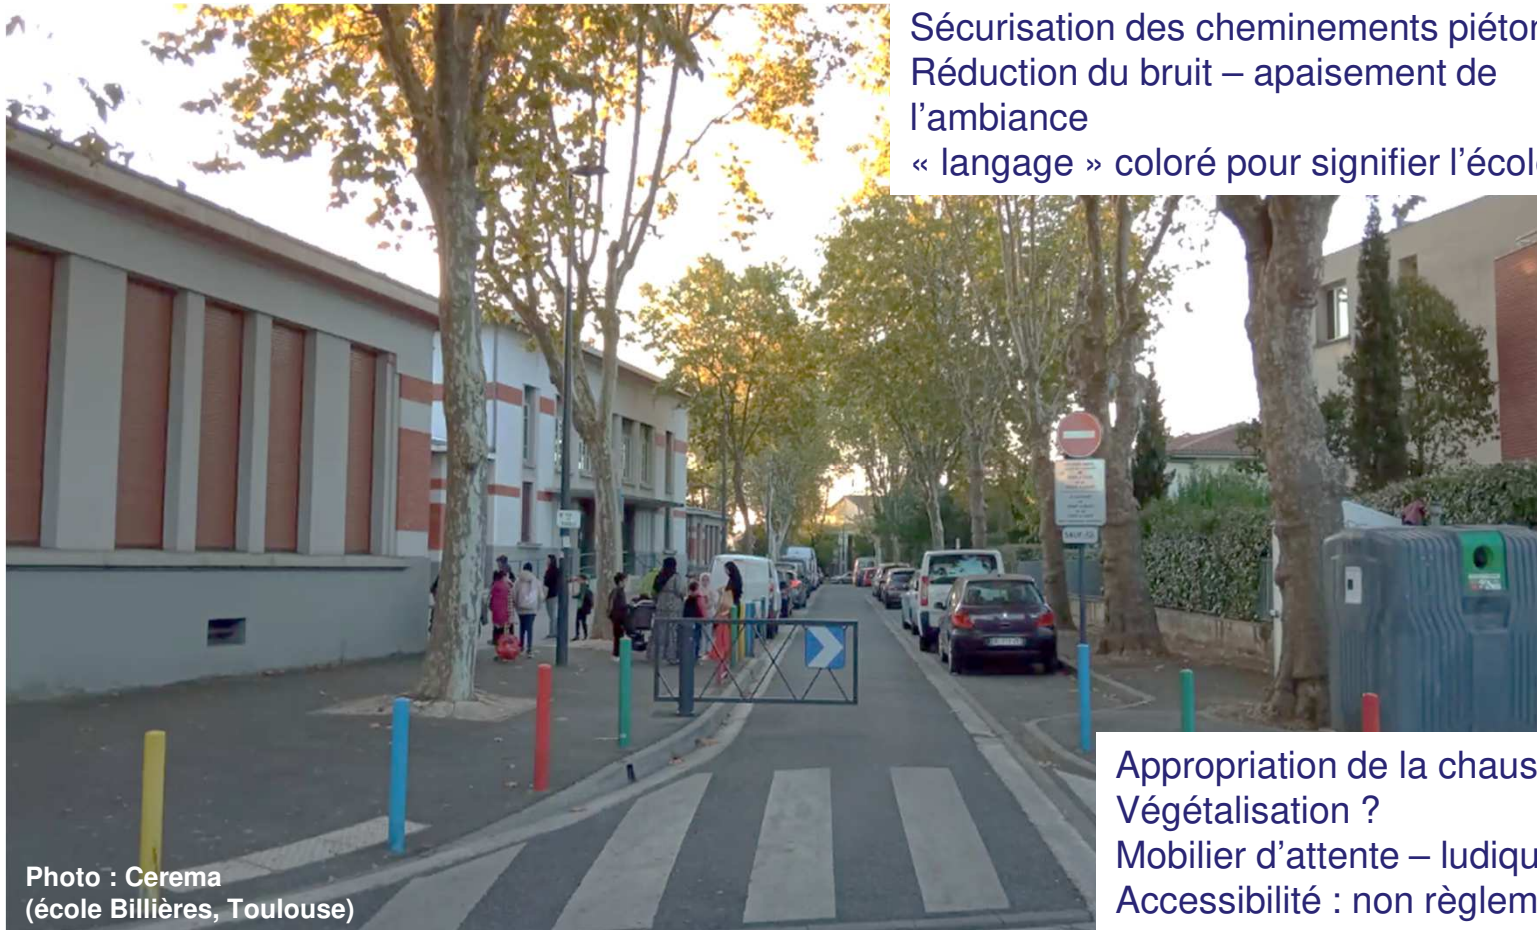 Sécurisation des cheminements piéton
Réduction du bruit – apaisement de
l’ambiance
« langage » coloré pour signifier l’écol
Appropriation de la chaus
Végétalisation ?
Mobilier d’attente – ludiqu
Accessibilité : non règlem
Photo : Cerema
(école Billières, Toulouse)